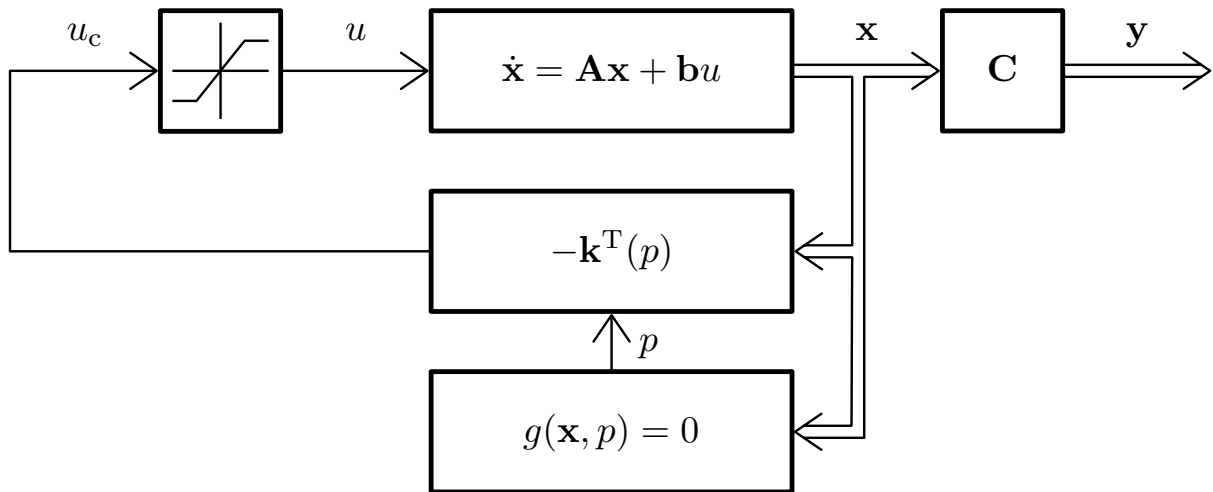 u_c
u
ẋ = Ax + bu
x
C
y
−k^T(p)
p
g(x, p) = 0